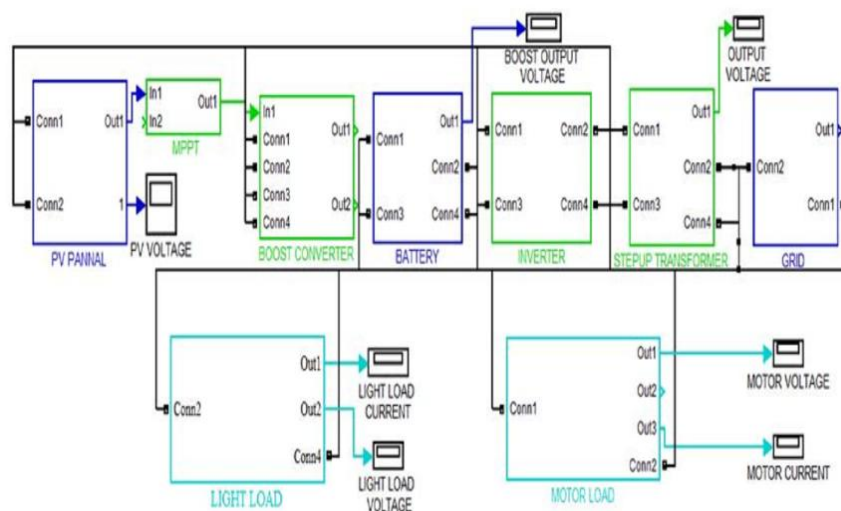 BOOST OUTPUT
VOLTAGE
OUTPUT
VOLTAGE
Conn1
Out1
Conn2
1
PV PANNAL
PV VOLTAGE
In1
In2
Out1
MPPT
In1
Conn1
Conn2
Conn3
Conn4
Out1
Out2
BOOST CONVERTER
Conn1
Conn3
Out1
Conn2
Conn4
BATTERY
Conn1
Conn3
Conn2
Conn4
INVERTER
Conn1
Conn3
Out1
Conn2
Conn4
STEPUP TRANSFORMER
Conn2
Out1
Conn1
GRID
Conn2
Out1
Out2
Conn4
LIGHT LOAD
LIGHT LOAD
CURRENT
LIGHT LOAD
VOLTAGE
Conn1
Out1
Out2
Out3
Conn2
MOTOR LOAD
MOTOR VOLTAGE
MOTOR CURRENT